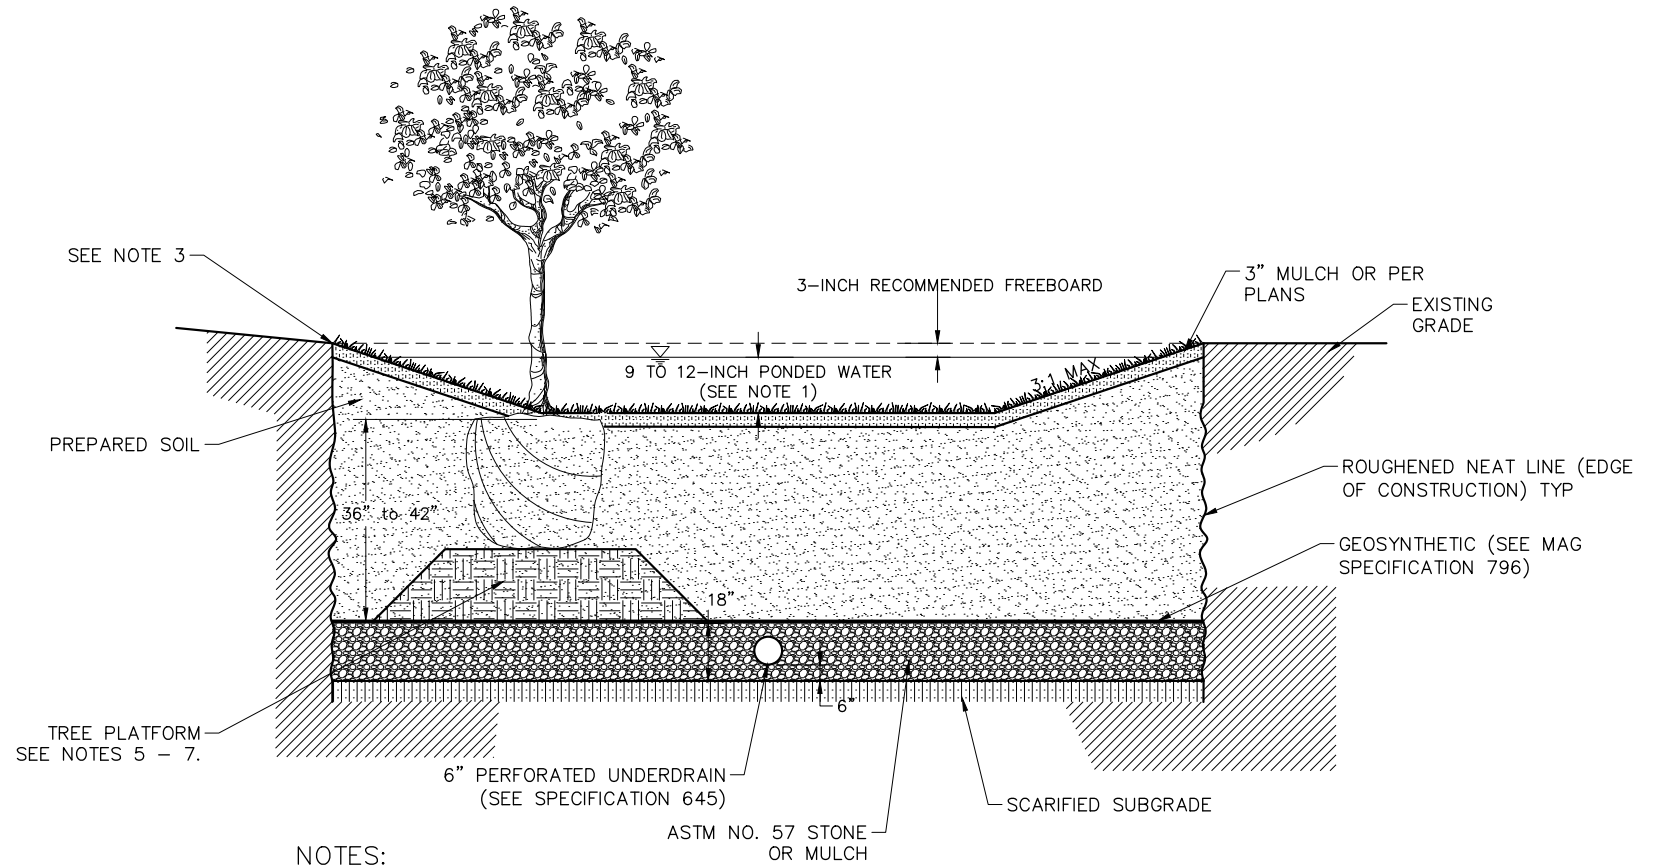 SEE NOTE 3
3-INCH RECOMMENDED FREEBOARD
3" MULCH OR PER
PLANS
EXISTING
GRADE
9 TO 12-INCH PONDED WATER
(SEE NOTE 1)
3:1 MAX
PREPARED SOIL
ROUGHENED NEAT LINE (EDGE
OF CONSTRUCTION) TYP
36" to 42"
GEOSYNTHETIC (SEE MAG
SPECIFICATION 796)
18"
6"
TREE PLATFORM
SEE NOTES 5 - 7.
6" PERFORATED UNDERDRAIN
(SEE SPECIFICATION 645)
SCARIFIED SUBGRADE
ASTM NO. 57 STONE
OR MULCH
NOTES: